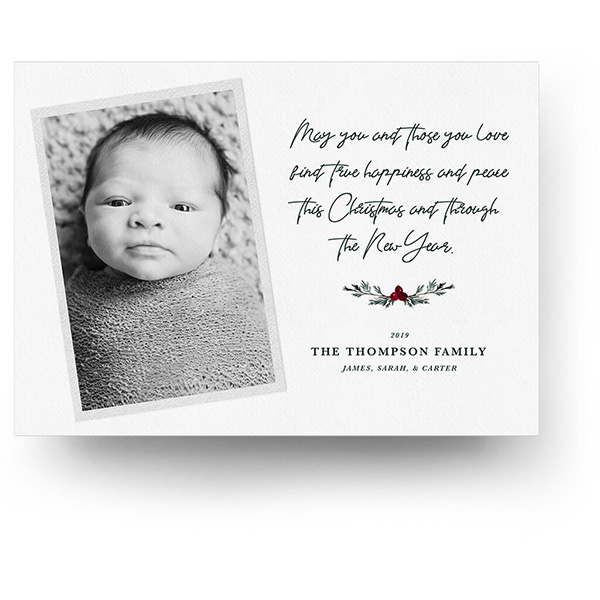 May you and those you Love
find true happiness and peace
this Christmas and through
the New Year.
2019
THE THOMPSON FAMILY
JAMES, SARAH, & CARTER